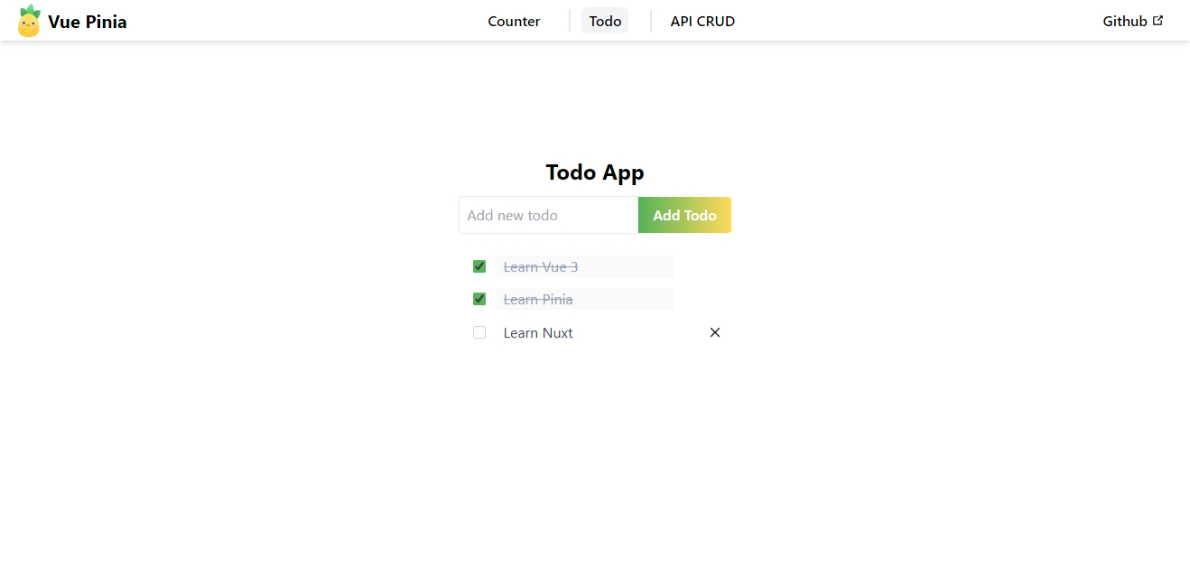 Vue Pinia
Counter
Todo
API CRUD
Github
Todo App
Add new todo
Add Todo
Learn Vue 3
Learn Pinia
Learn Nuxt